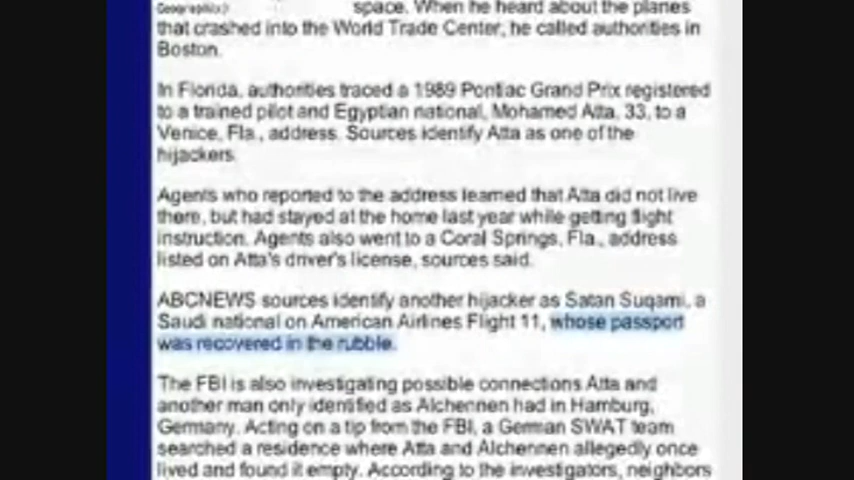 space. When he heard about the planes
that crashed into the World Trade Center, he called authorities in
Boston.
In Florida, authorities traced a 1989 Pontiac Grand Prix registered
to a trained pilot and Egyptian national, Mohamed Atta, 33, to a
Venice, Fla., address. Sources identify Atta as one of the
hijackers.
Agents who reported to the address learned that Atta did not live
there, but had stayed at the home last year while getting flight
instruction. Agents also went to a Coral Springs, Fla., address
listed on Atta's driver's license, sources said.
ABCNEWS sources identify another hijacker as Satan Suqami, a
Saudi national on American Airlines Flight 11, whose passport
was recovered in the rubble.
The FBI is also investigating possible connections Atta and
another man only identified as Alchennen had in Hamburg,
Germany. Acting on a tip from the FBI, a German SWAT team
searched a residence where Atta and Alchennen allegedly once
lived and found it empty. According to the investigators, neighbors